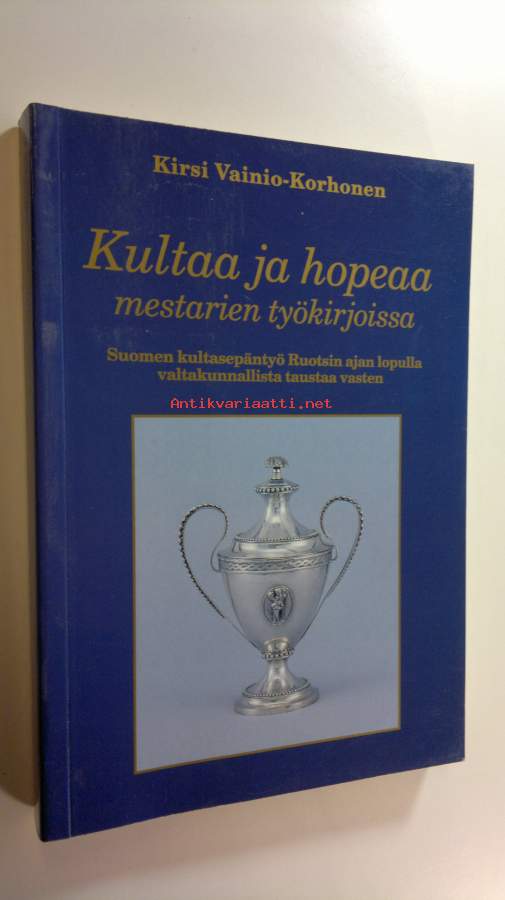 Kirsi Vainio-Korhonen
Kultaa ja hopeaa
mestarien työkirjoissa
Suomen kultasepäntyö Ruotsin ajan lopulla
valtakunnallista taustaa vasten
Antikvariaatti.net